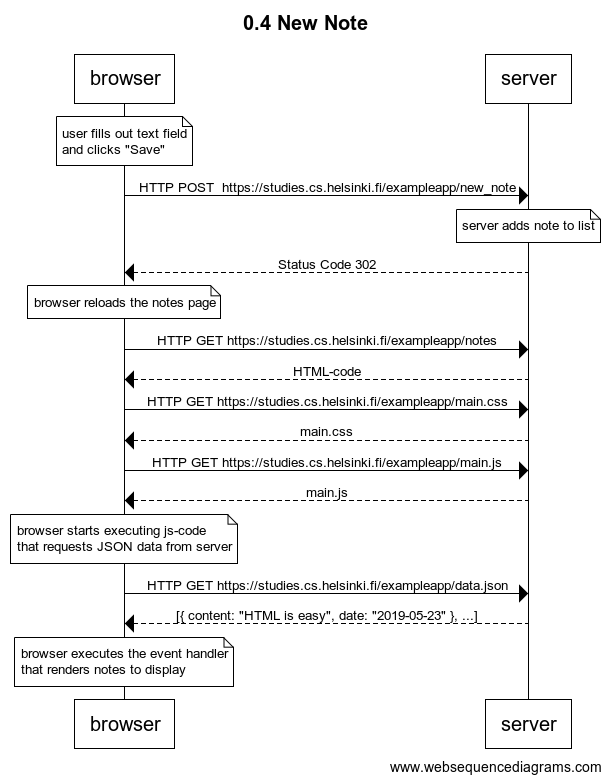 0.4 New Note
browser
server
user fills out text field
and clicks "Save"
HTTP POST  https://studies.cs.helsinki.fi/exampleapp/new_note
server adds note to list
Status Code 302
browser reloads the notes page
HTTP GET https://studies.cs.helsinki.fi/exampleapp/notes
HTML-code
HTTP GET https://studies.cs.helsinki.fi/exampleapp/main.css
main.css
HTTP GET https://studies.cs.helsinki.fi/exampleapp/main.js
main.js
browser starts executing js-code
that requests JSON data from server
HTTP GET https://studies.cs.helsinki.fi/exampleapp/data.json
[{ content: "HTML is easy", date: "2019-05-23" }, ...]
browser executes the event handler
that renders notes to display
browser
server
www.websequencediagrams.com